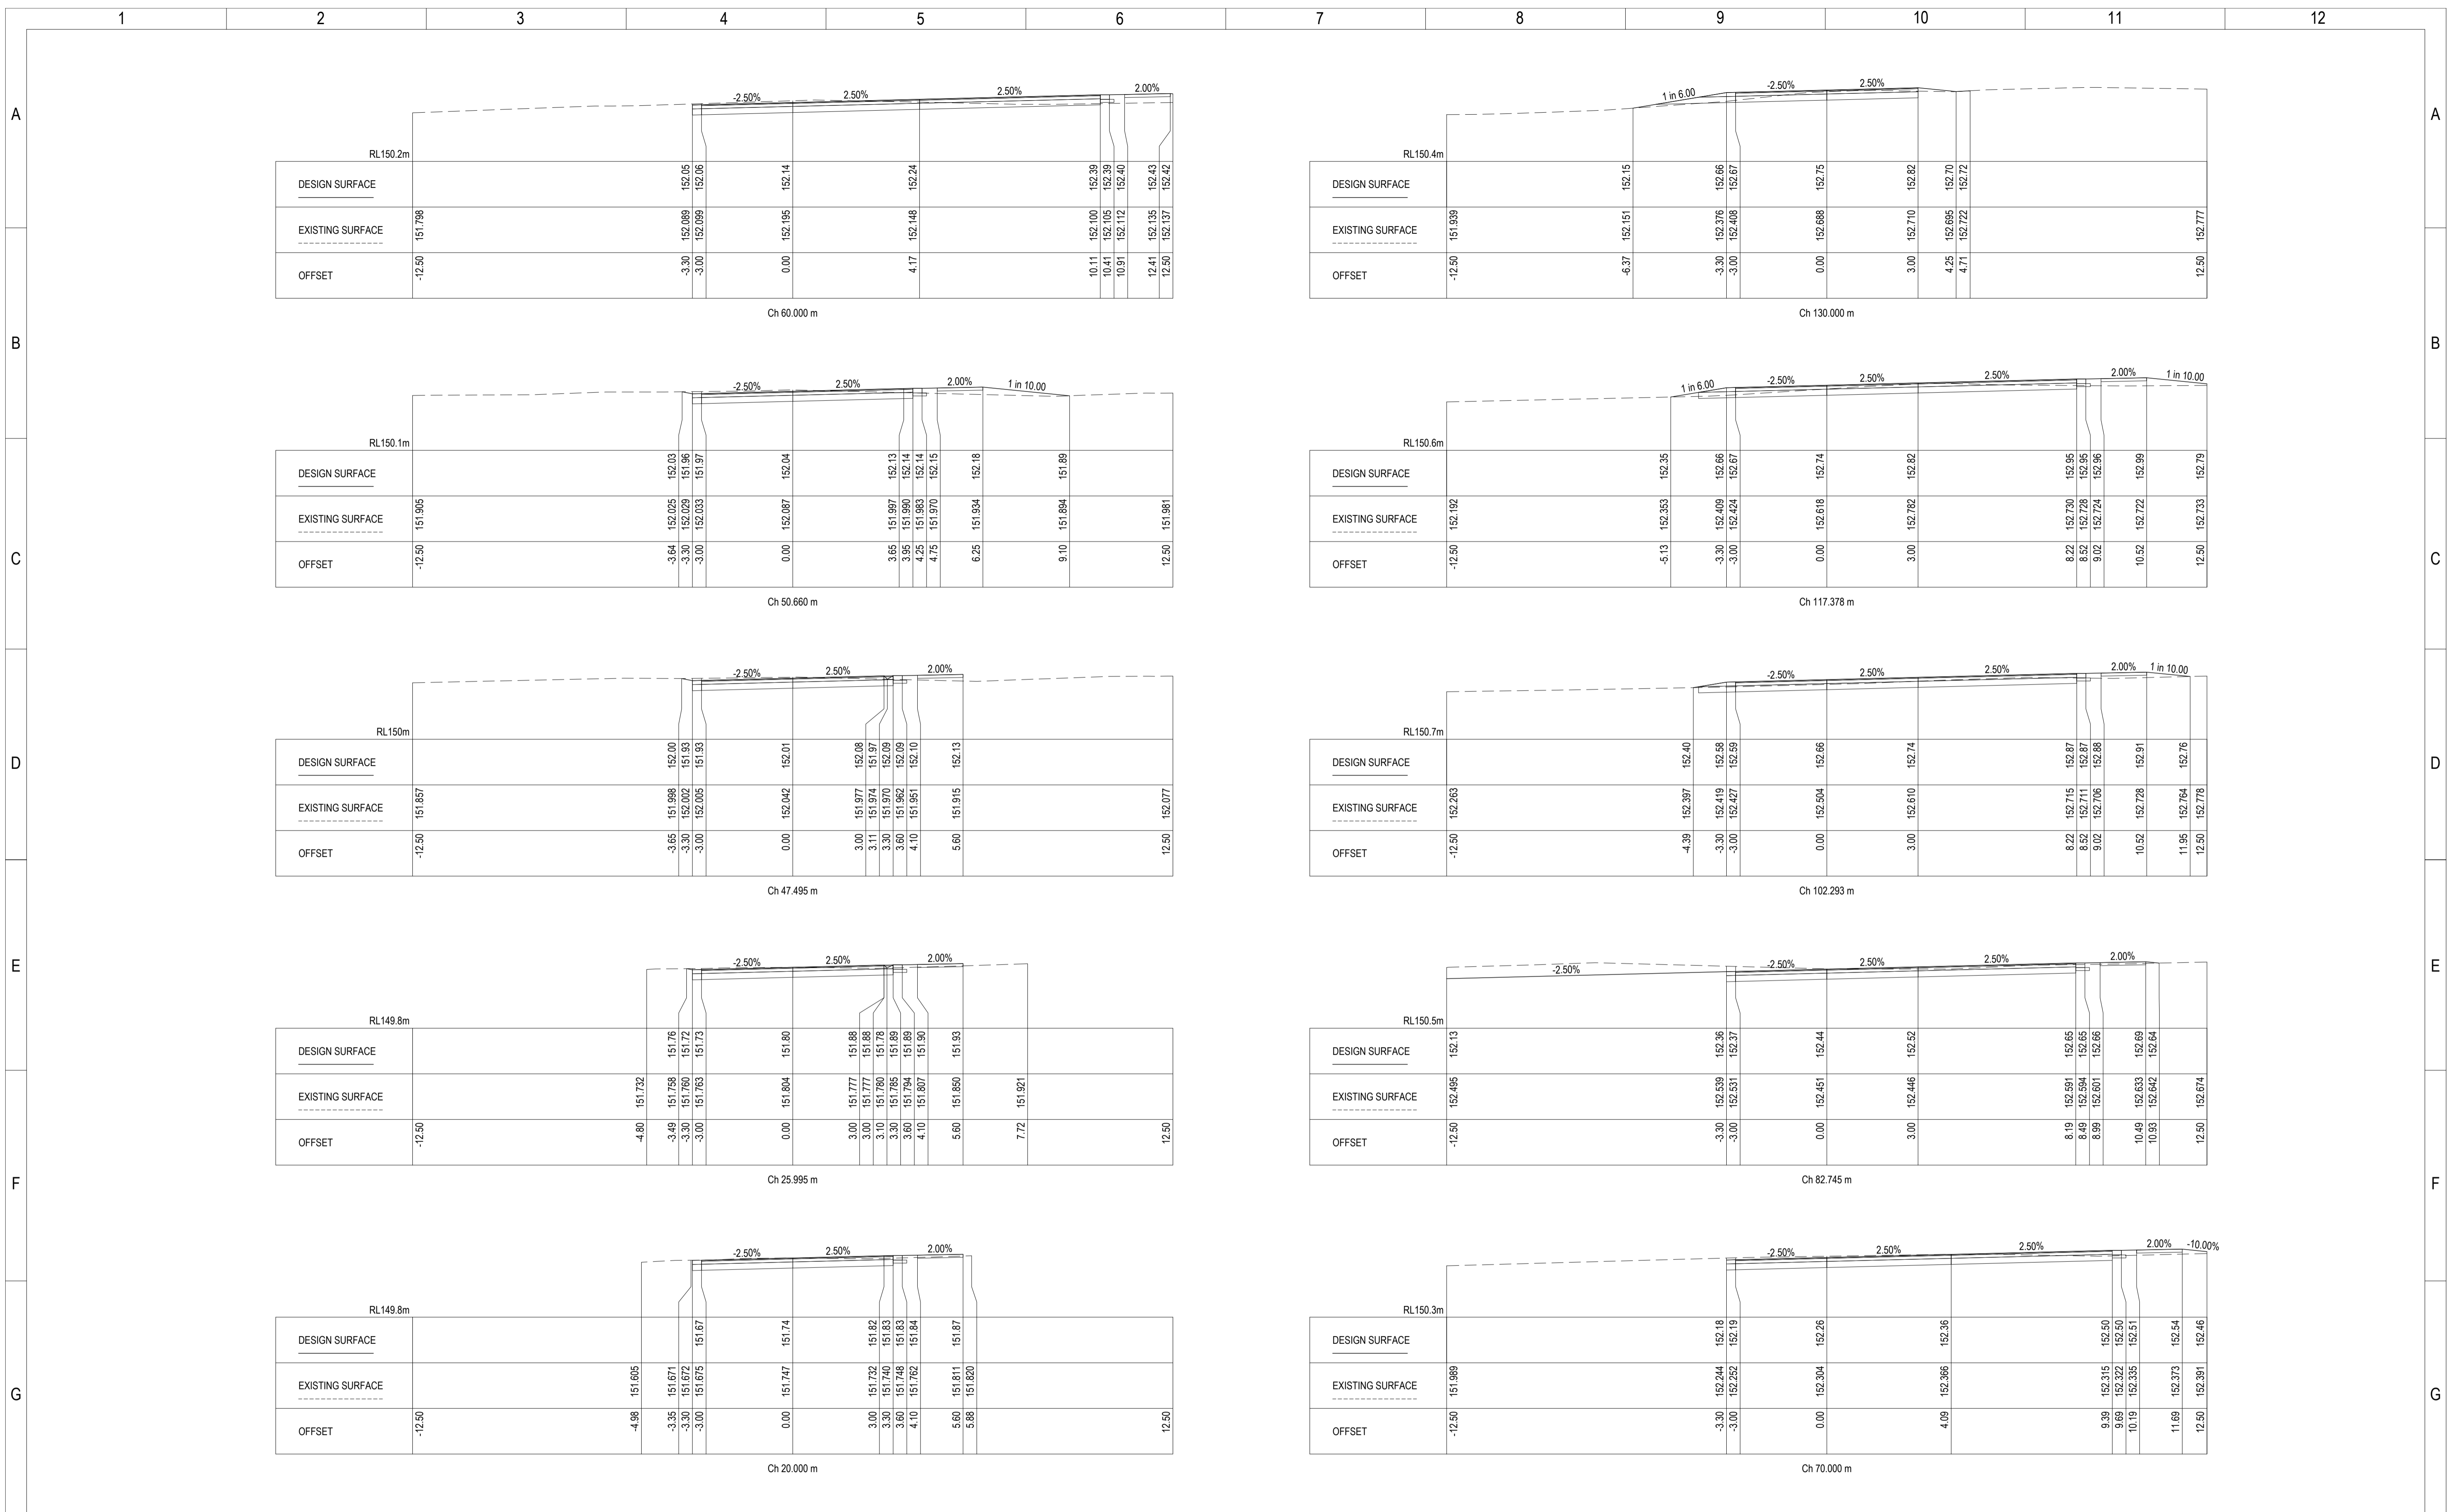 1 2 3 4 5 6 7 8 9 10 11 12
A A
B B
C C
D D
E E
F F
G G
-2.50% 2.50% 2.50% 2.00%
RL150.2m
DESIGN SURFACE 152.05 152.06 152.14 152.24 152.39 152.39 152.40 152.43 152.42
EXISTING SURFACE 151.798 152.089 152.099 152.195 152.148 152.100 152.105 152.112 152.135 152.137
OFFSET -12.50 -3.30 -3.00 0.00 4.17 10.11 10.41 10.91 12.41 12.50
Ch 60.000 m
-2.50% 2.50% 2.00% 1 in 10.00
RL150.1m
DESIGN SURFACE 152.03 151.96 151.97 152.04 152.13 152.14 152.14 152.15 152.18 151.89
EXISTING SURFACE 151.905 152.025 152.029 152.033 152.087 151.997 151.990 151.983 151.970 151.934 151.894 151.981
OFFSET -12.50 -3.64 -3.30 -3.00 0.00 3.65 3.95 4.25 4.75 6.25 9.10 12.50
Ch 50.660 m
-2.50% 2.50% 2.00%
RL150m
DESIGN SURFACE 152.00 151.93 151.93 152.01 152.08 151.97 152.09 152.09 152.10 152.13
EXISTING SURFACE 151.857 151.998 152.002 152.005 152.042 151.977 151.974 151.970 151.962 151.951 151.915 152.077
OFFSET -12.50 -3.65 -3.30 -3.00 0.00 3.00 3.11 3.30 3.60 4.10 5.60 12.50
Ch 47.495 m
-2.50% 2.50% 2.00%
RL149.8m
DESIGN SURFACE 151.76 151.72 151.73 151.80 151.88 151.88 151.78 151.89 151.89 151.90 151.93
EXISTING SURFACE 151.732 151.758 151.760 151.763 151.804 151.777 151.777 151.780 151.785 151.794 151.807 151.850 151.921
OFFSET -12.50 -4.80 -3.49 -3.30 -3.00 0.00 3.00 3.00 3.10 3.30 3.60 4.10 5.60 7.72 12.50
Ch 25.995 m
-2.50% 2.50% 2.00%
RL149.8m
DESIGN SURFACE 151.67 151.74 151.82 151.83 151.83 151.84 151.87
EXISTING SURFACE 151.605 151.671 151.672 151.675 151.747 151.732 151.740 151.748 151.762 151.811 151.820
OFFSET -12.50 -4.98 -3.35 -3.30 -3.00 0.00 3.00 3.30 3.60 4.10 5.60 5.88 12.50
Ch 20.000 m
1 in 6.00 -2.50% 2.50%
RL150.4m
DESIGN SURFACE 152.15 152.66 152.67 152.75 152.82 152.70 152.72
EXISTING SURFACE 151.939 152.151 152.376 152.408 152.688 152.710 152.695 152.722 152.777
OFFSET -12.50 -6.37 -3.30 -3.00 0.00 3.00 4.25 4.71 12.50
Ch 130.000 m
1 in 6.00 -2.50% 2.50% 2.50% 2.00% 1 in 10.00
RL150.6m
DESIGN SURFACE 152.35 152.66 152.67 152.74 152.82 152.95 152.95 152.96 152.99 152.79
EXISTING SURFACE 152.192 152.353 152.409 152.424 152.618 152.782 152.730 152.728 152.724 152.722 152.733
OFFSET -12.50 -5.13 -3.30 -3.00 0.00 3.00 8.22 8.52 9.02 10.52 12.50
Ch 117.378 m
-2.50% 2.50% 2.50% 2.00% 1 in 10.00
RL150.7m
DESIGN SURFACE 152.40 152.58 152.59 152.66 152.74 152.87 152.87 152.88 152.91 152.76
EXISTING SURFACE 152.263 152.397 152.419 152.427 152.504 152.610 152.715 152.711 152.706 152.728 152.764 152.778
OFFSET -12.50 -4.39 -3.30 -3.00 0.00 3.00 8.22 8.52 9.02 10.52 11.95 12.50
Ch 102.293 m
-2.50% -2.50% 2.50% 2.50% 2.00%
RL150.5m
DESIGN SURFACE 152.13 152.36 152.37 152.44 152.52 152.65 152.65 152.66 152.69 152.64
EXISTING SURFACE 152.495 152.539 152.531 152.451 152.446 152.591 152.594 152.601 152.633 152.642 152.674
OFFSET -12.50 -3.30 -3.00 0.00 3.00 8.19 8.49 8.99 10.49 10.93 12.50
Ch 82.745 m
-2.50% 2.50% 2.50% 2.00% -10.00%
RL150.3m
DESIGN SURFACE 152.18 152.19 152.26 152.36 152.50 152.50 152.51 152.54 152.46
EXISTING SURFACE 151.989 152.244 152.252 152.304 152.366 152.315 152.322 152.335 152.373 152.391
OFFSET -12.50 -3.30 -3.00 0.00 4.09 9.39 9.69 10.19 11.69 12.50
Ch 70.000 m